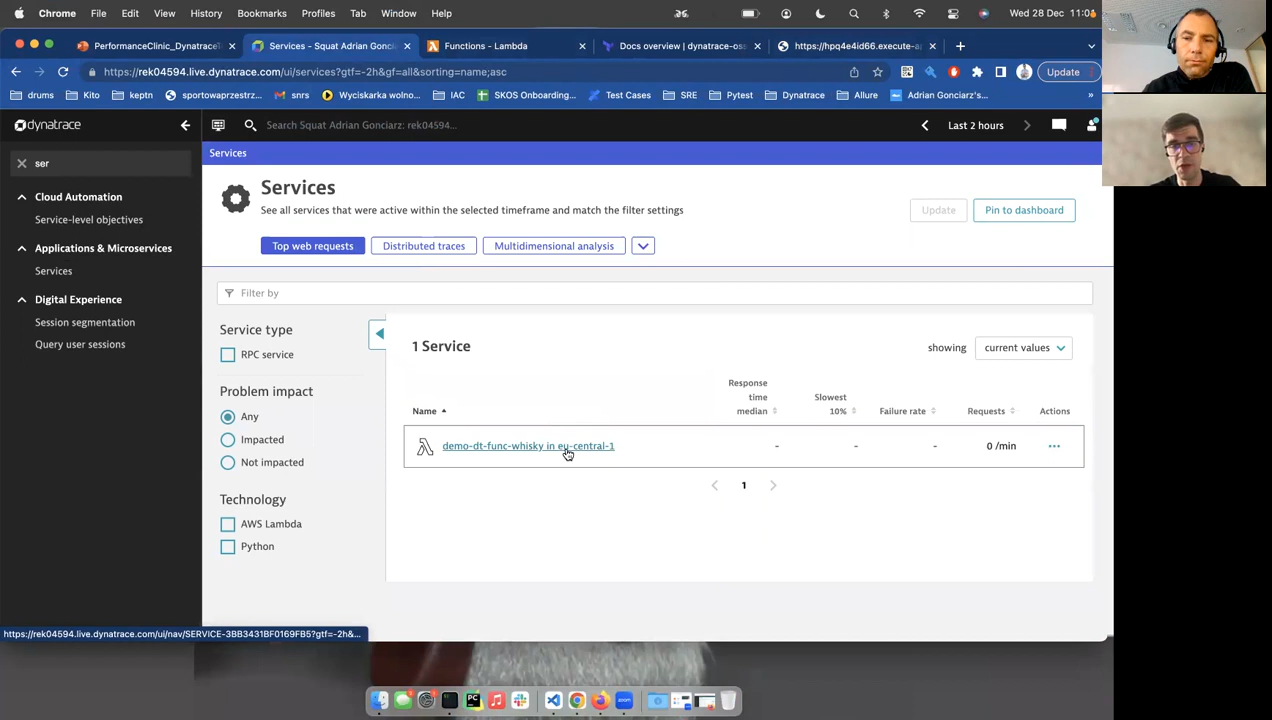 Chrome File Edit View History Bookmarks Profiles Tab Window Help Wed 28 Dec 11:04
PerformanceClinic_DynatraceT Services - Squat Adrian Gonci Functions - Lambda Docs overview | dynatrace-oss https://hpq4e4id66.execute-a
https://rek04594.live.dynatrace.com/ui/services?gtf=-2h&gf=all&sorting=name;asc Update
drums Kito keptn sportowaprzestrz... snrs Wyciskarka wolno... IAC SKOS Onboarding... Test Cases SRE Pytest Dynatrace Allure Adrian Gonciarz's... »
dynatrace Search Squat Adrian Gonciarz: rek04594... Last 2 hours
ser
Services
Cloud Automation
Service-level objectives
Applications & Microservices
Services
Digital Experience
Session segmentation
Query user sessions
Services
See all services that were active within the selected timeframe and match the filter settings
Update Pin to dashboard
Top web requests Distributed traces Multidimensional analysis
Filter by
Service type
RPC service
Problem impact
Any
Impacted
Not impacted
Technology
AWS Lambda
Python
1 Service
showing current values
Name Response time median Slowest 10% Failure rate Requests Actions
demo-dt-func-whisky in eu-central-1 - - - 0 /min ...
1
https://rek04594.live.dynatrace.com/ui/nav/SERVICE-3BB3431BF0169FB5?gtf=-2h&...
PC
zoom